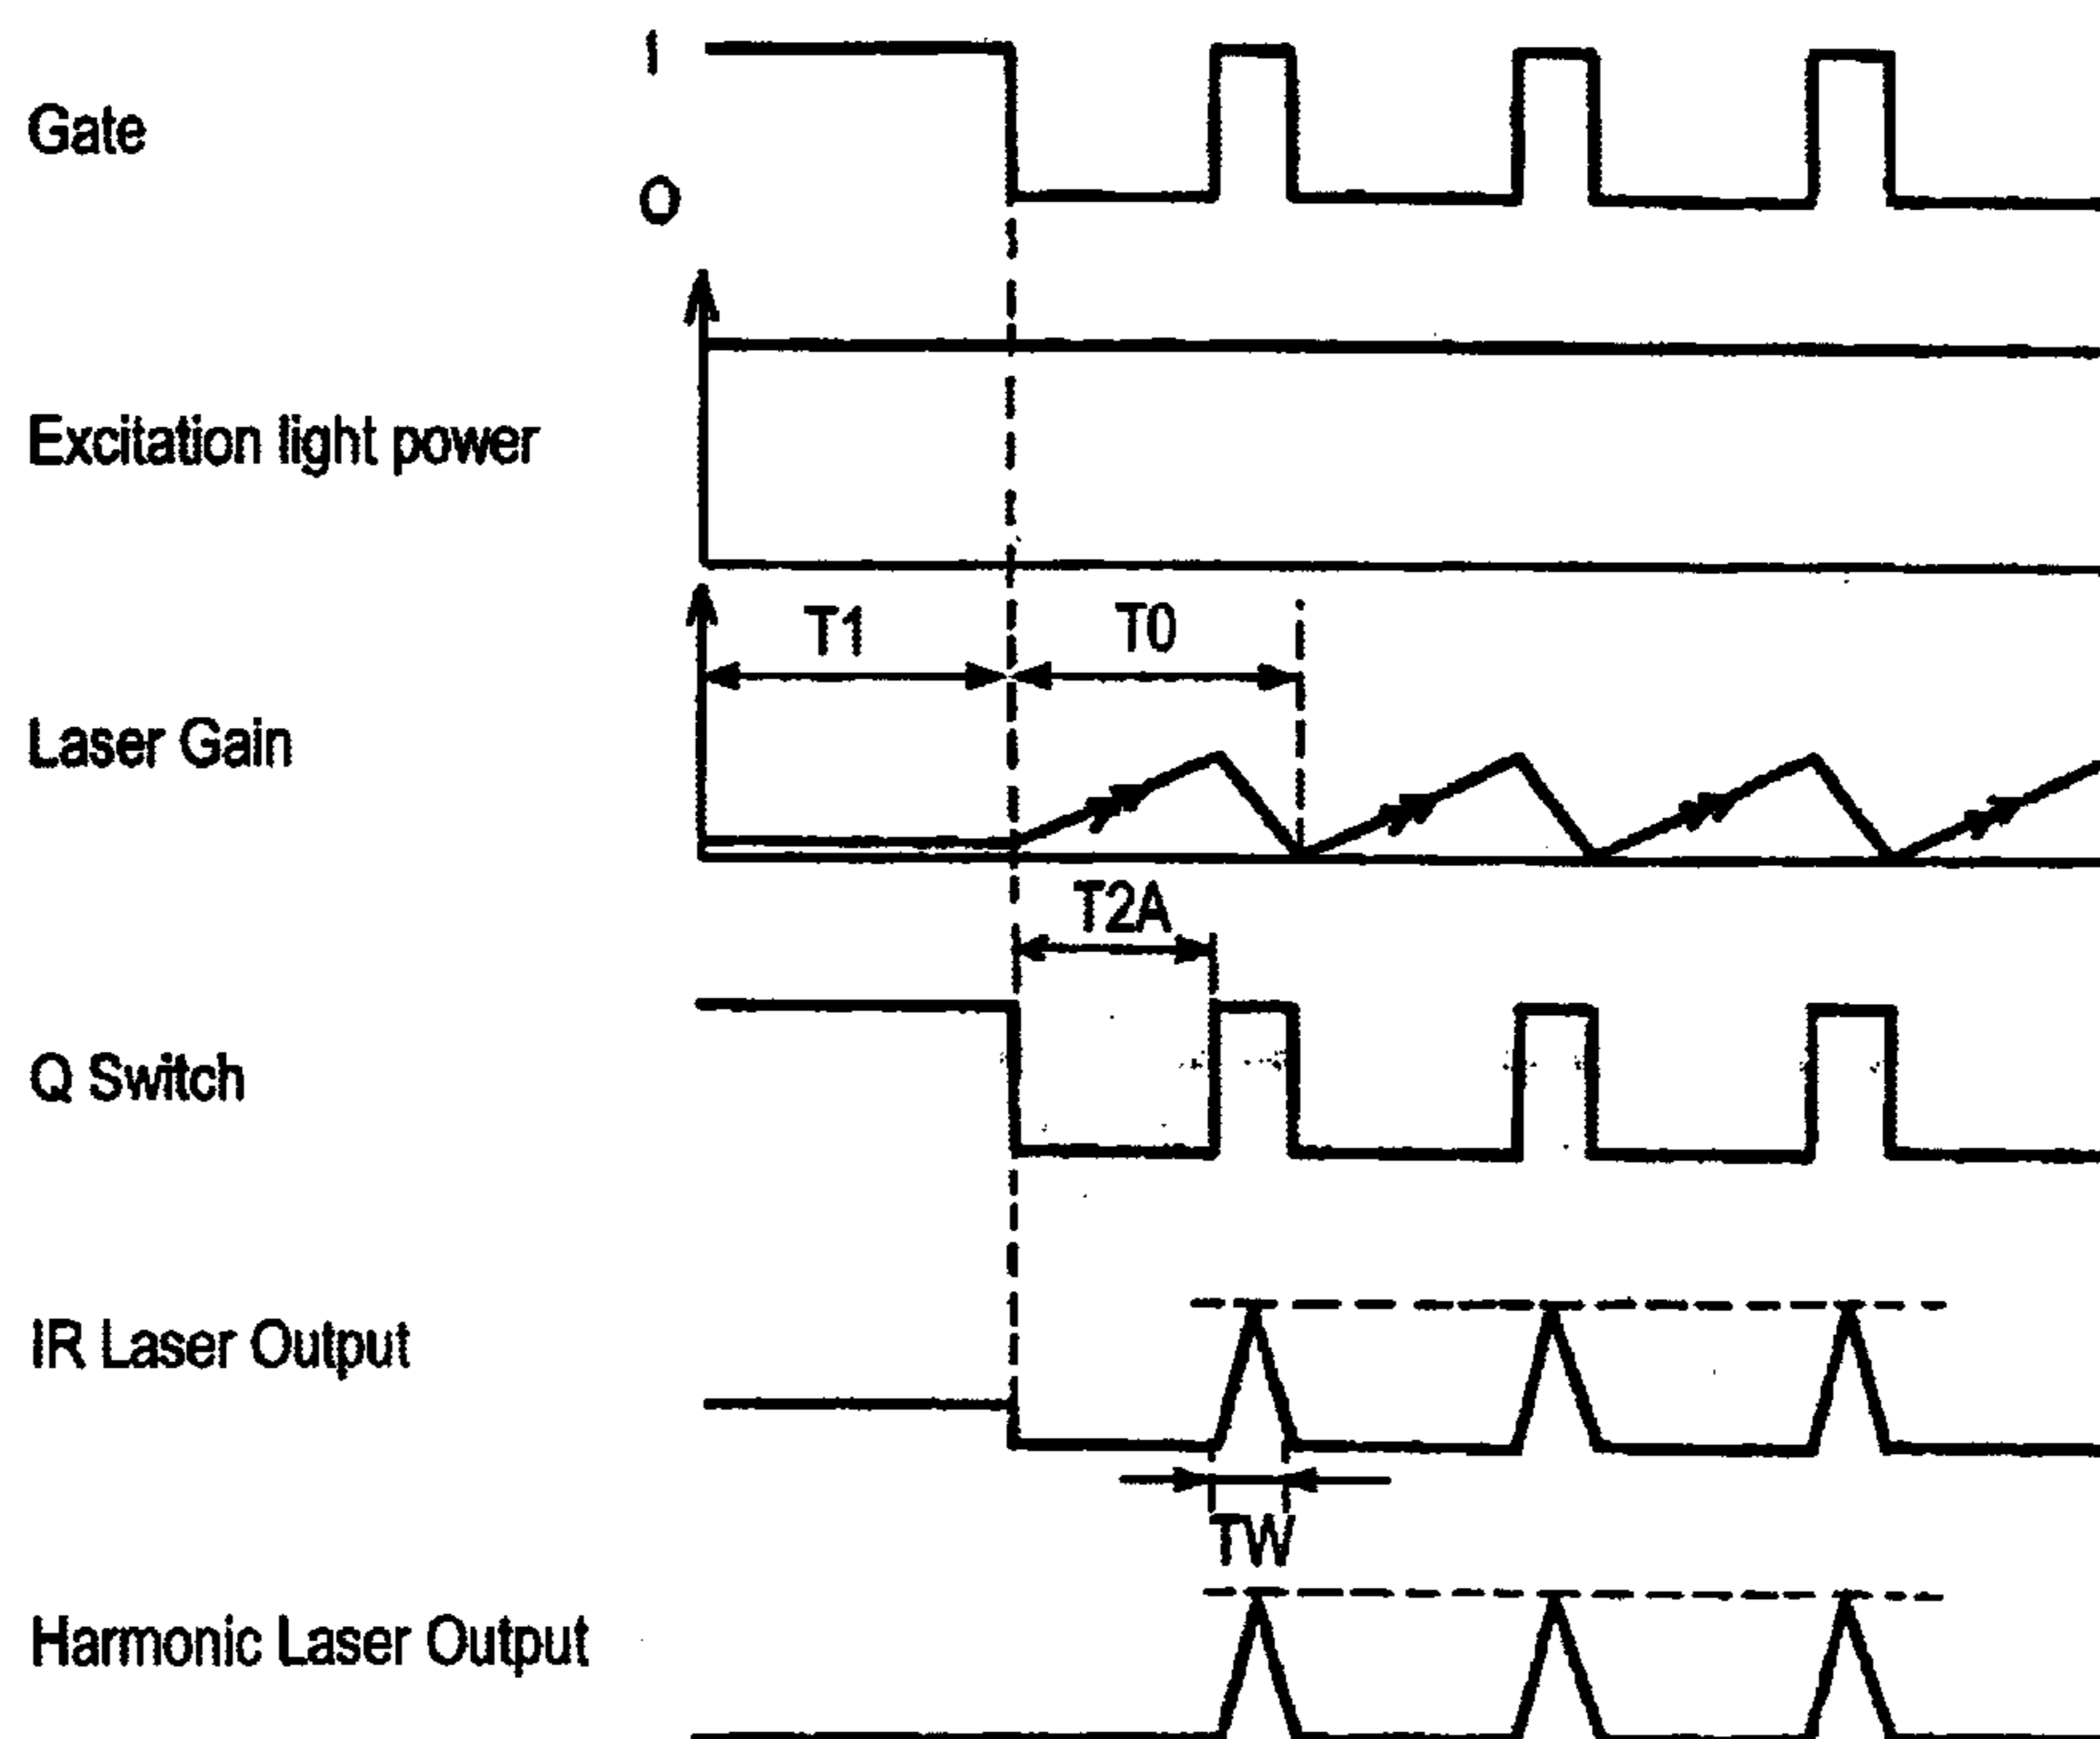 1
Gate
0
Excitation light power
T1
T0
Laser Gain
T2A
Q Switch
IR Laser Output
TW
Harmonic Laser Output